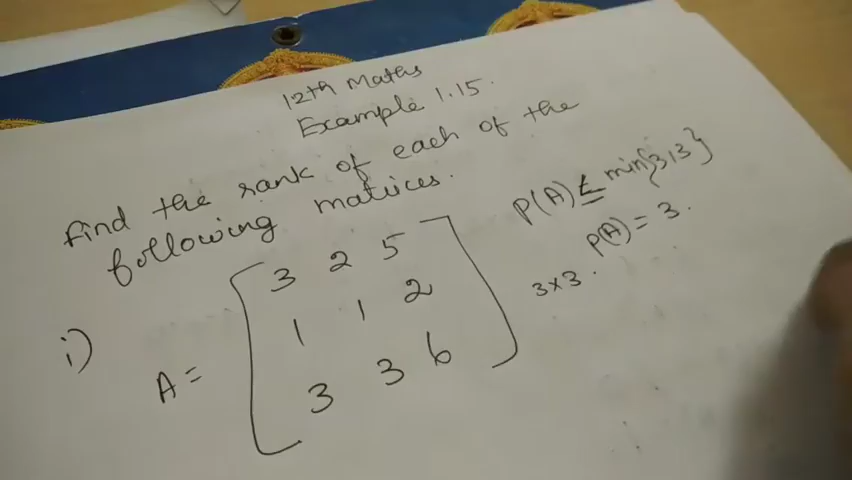 12th Maths
Example 1.15.
Find the rank of each of the
following matrices.
P(A) ≤ min{3,3}
P(A) = 3.
3×3.
i) A = [3 2 5
1 1 2
3 3 6]